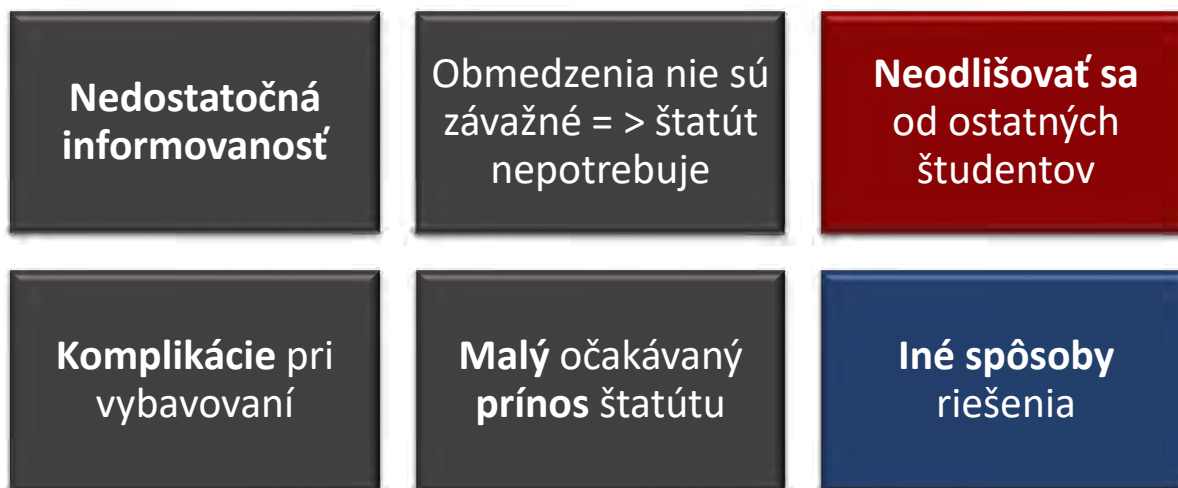 Nedostatočná
informovanosť
Obmedzenia nie sú
závažné = > štatút
nepotrebuje
Neodlišovať sa
od ostatných
študentov
Komplikácie pri
vybavovaní
Malý očakávaný
prínos štatútu
Iné spôsoby
riešenia